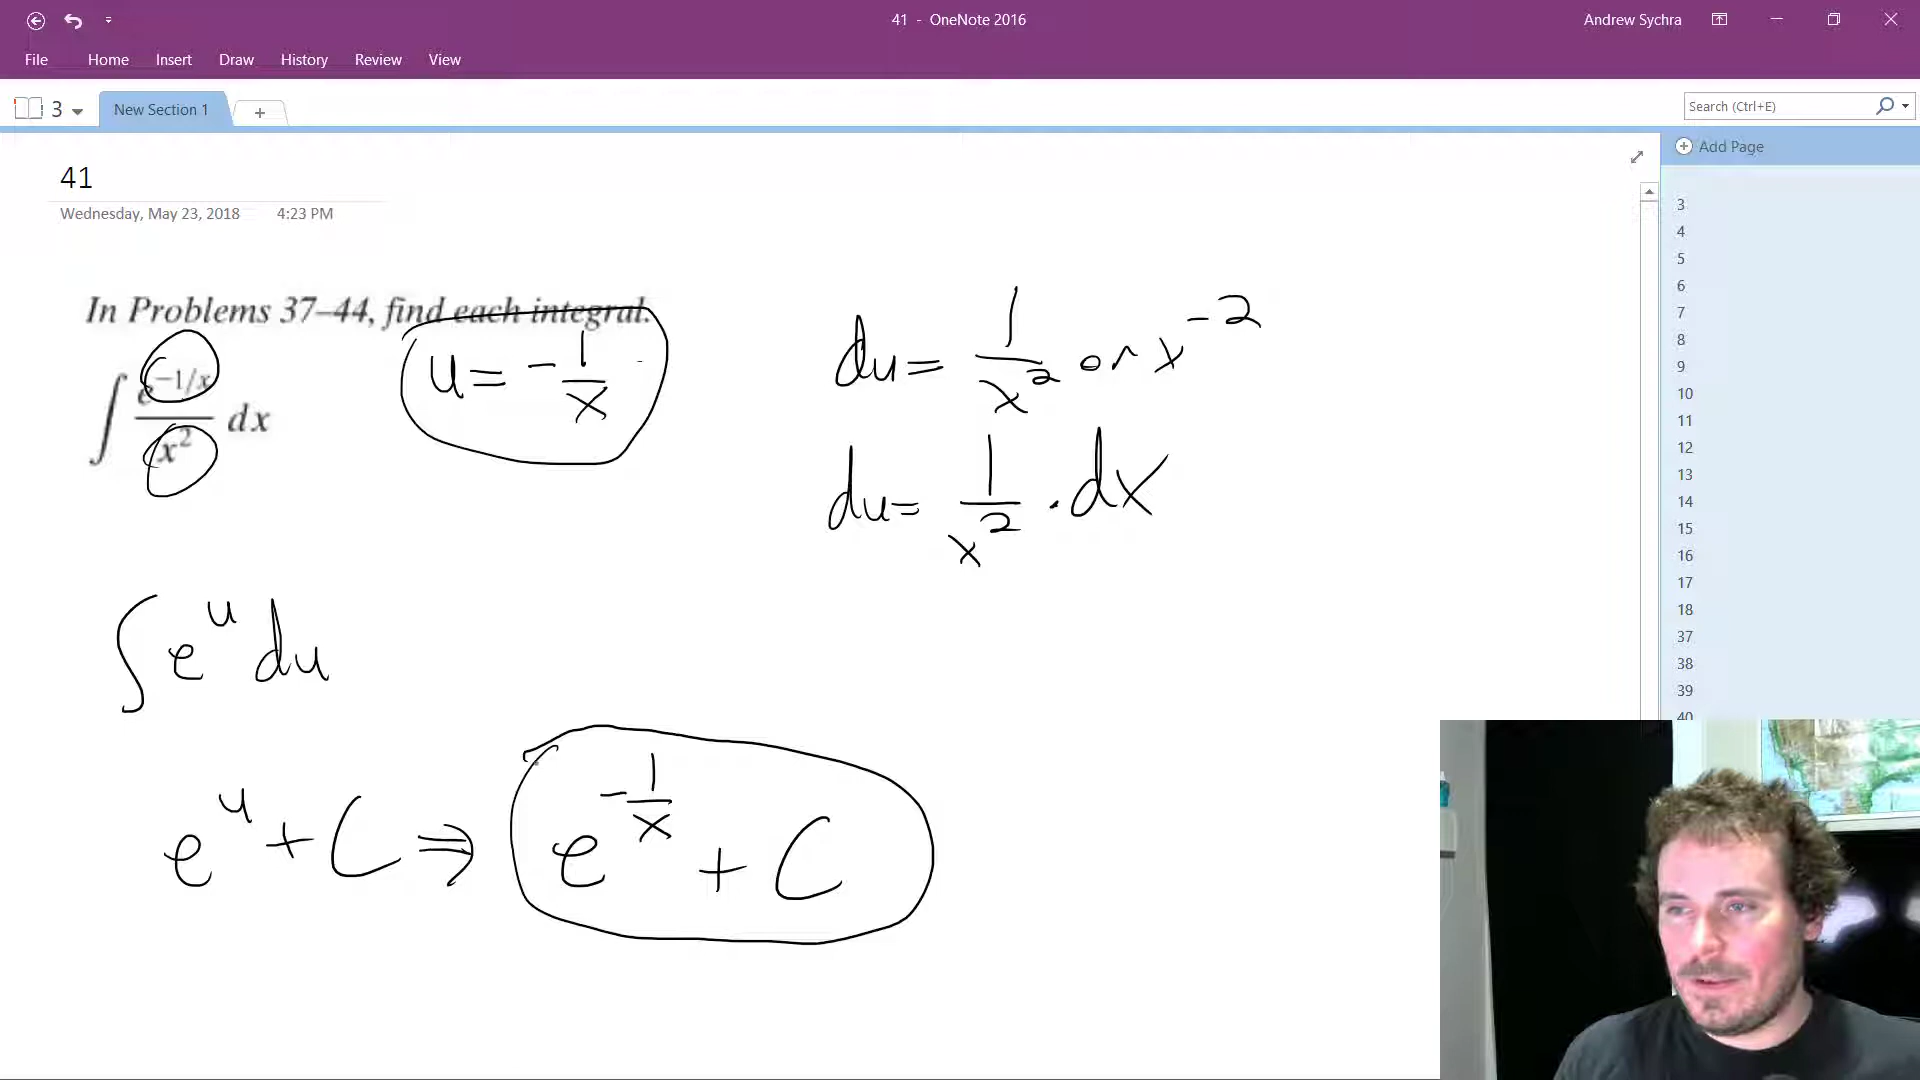 41 - OneNote 2016
Andrew Sychra
File Home Insert Draw History Review View
3 New Section 1 +
Search (Ctrl+E)
Add Page
41
Wednesday, May 23, 2018 4:23 PM
In Problems 37–44, find each integral.
∫ e^{-1/x} / x² dx
u = - 1/x
du = 1/x² or x^{-2}
du = 1/x² · dx
∫ e^u du
e^u + C ⇒ e^{-1/x} + C
3
4
5
6
7
8
9
10
11
12
13
14
15
16
17
18
37
38
39
40